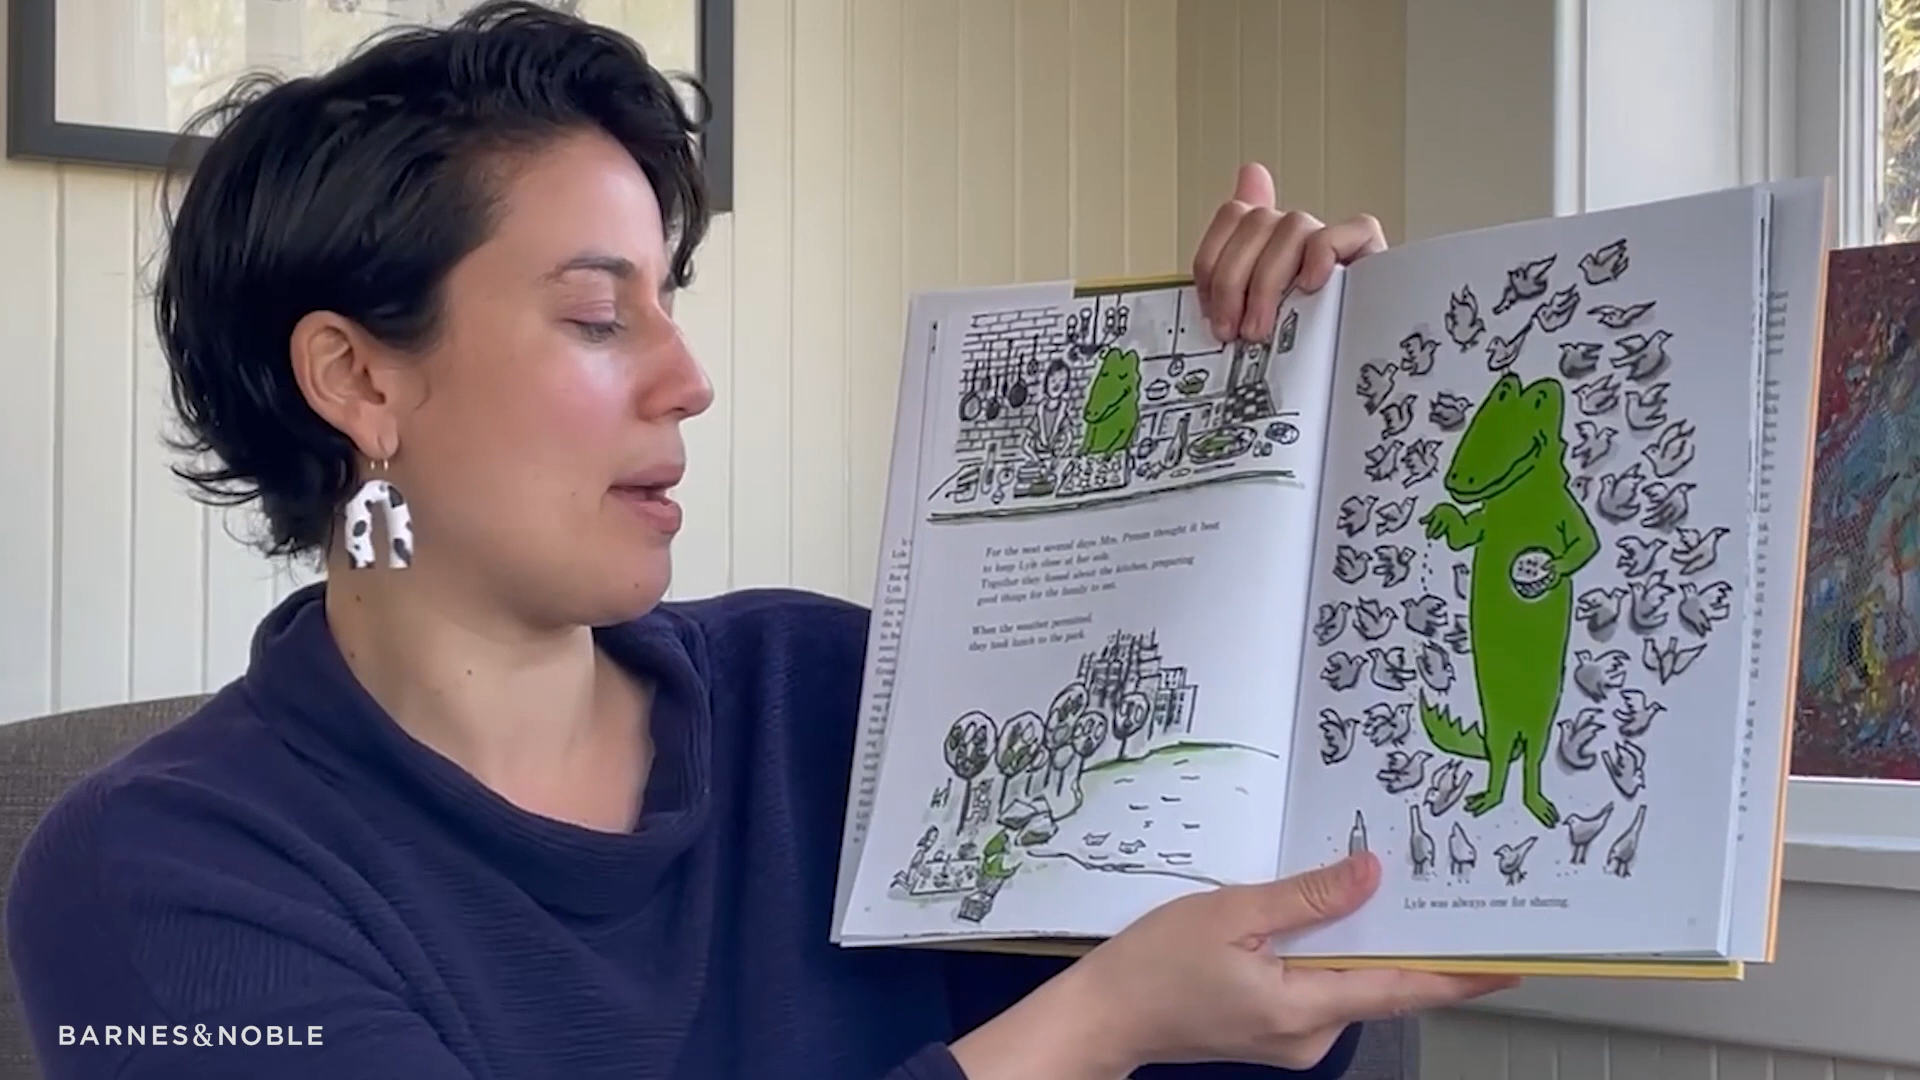 For the next several days Mrs. Primm thought it best
to keep Lyle close at her side.
Together they fussed about the kitchen, preparing
good things for the family to eat.
When the weather permitted,
they took lunch to the park.
Lyle was always one for sharing.
BARNES&NOBLE